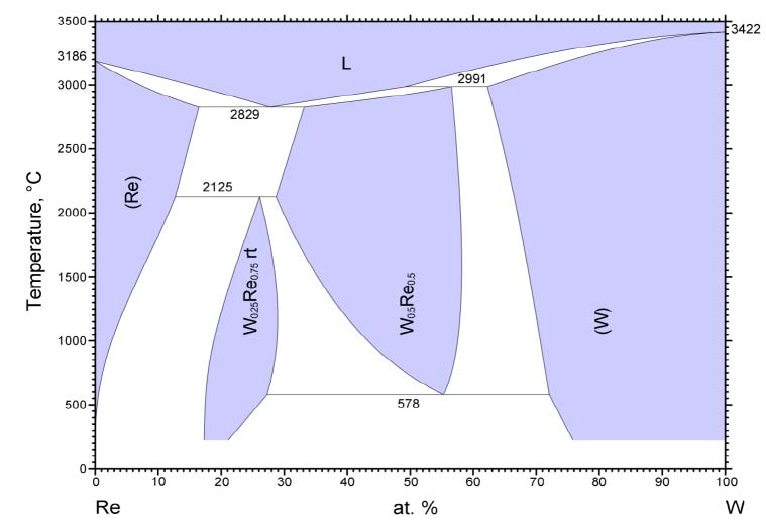 3500
3422
3186
L
3000
2991
2829
2500
2125
2000
(Re)
Temperature, °C
1500
W0.25Re0.75 rt
W0.5Re0.5
(W)
1000
500
578
0
0 10 20 30 40 50 60 70 80 90 100
Re at. % W